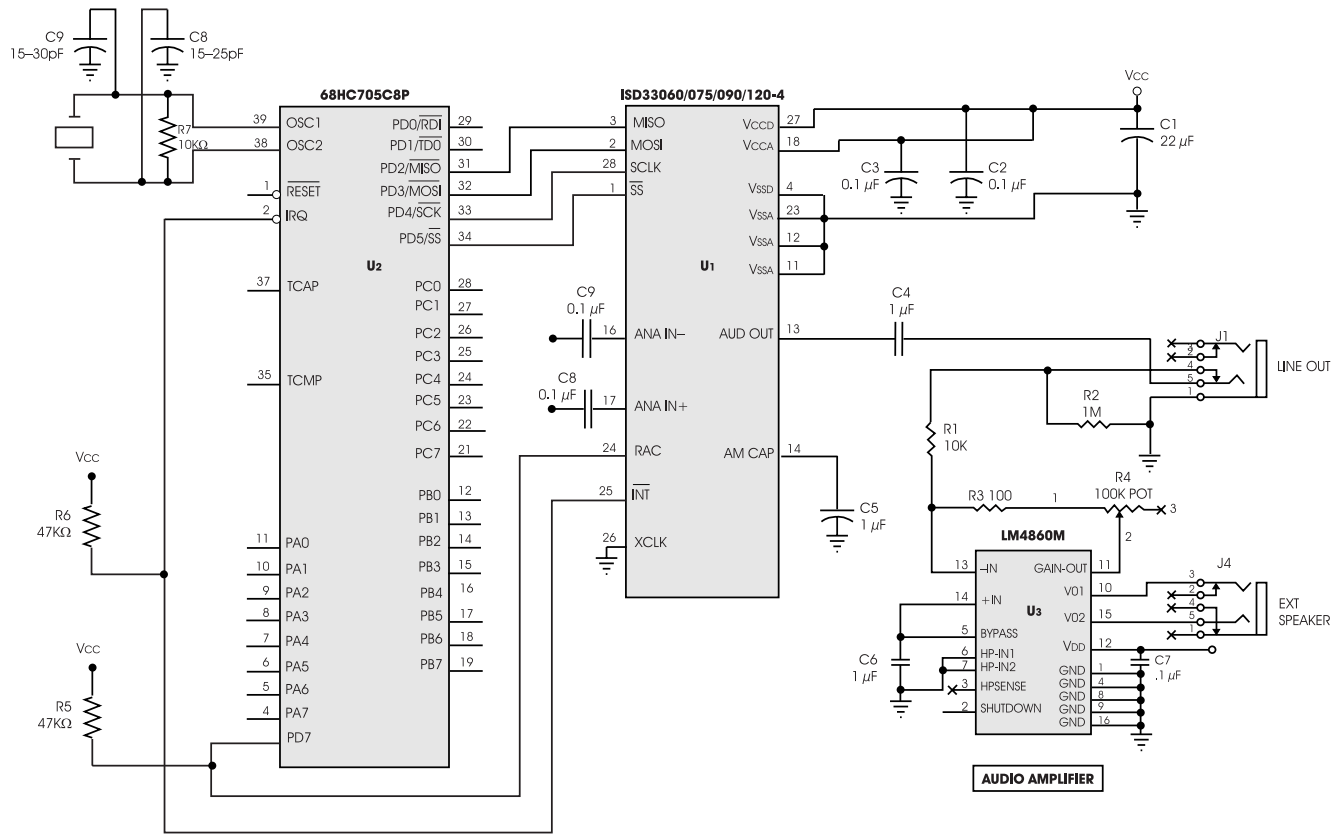 C9
15–30pF
C8
15–25pF
R7
10KΩ
68HC705C8P
39 OSC1
38 OSC2
1 RESET
2 IRQ
37 TCAP
35 TCMP
11 PA0
10 PA1
9 PA2
8 PA3
7 PA4
6 PA5
5 PA6
4 PA7
PD7
U2
PD0/RDI 29
PD1/TD0 30
PD2/MISO 31
PD3/MOSI 32
PD4/SCK 33
PD5/SS 34
PC0 28
PC1 27
PC2 26
PC3 25
PC4 24
PC5 23
PC6 22
PC7 21
PB0 12
PB1 13
PB2 14
PB3 15
PB4 16
PB5 17
PB6 18
PB7 19
Vcc
R6
47KΩ
Vcc
R5
47KΩ
ISD33060/075/090/120-4
3 MISO
2 MOSI
28 SCLK
1 SS
C9
0.1 µF
16 ANA IN–
C8
0.1 µF
17 ANA IN+
24 RAC
25 INT
26 XCLK
U1
VCCD 27
VCCA 18
VSSD 4
VSSA 23
VSSA 12
VSSA 11
AUD OUT 13
AM CAP 14
Vcc
C1
22 µF
C3
0.1 µF
C2
0.1 µF
C4
1 µF
C5
1 µF
J1
2
4
5
1
LINE OUT
R2
1M
R1
10K
R3 100
1
R4
100K POT
3
2
LM4860M
13 –IN
14 +IN
5 BYPASS
6 HP-IN1
7 HP-IN2
3 HPSENSE
2 SHUTDOWN
U3
GAIN-OUT 11
V01 10
V02 15
VDD 12
GND 1
GND 4
GND 8
GND 9
GND 16
C6
1 µF
C7
.1 µF
J4
3
2
4
5
1
EXT
SPEAKER
AUDIO AMPLIFIER